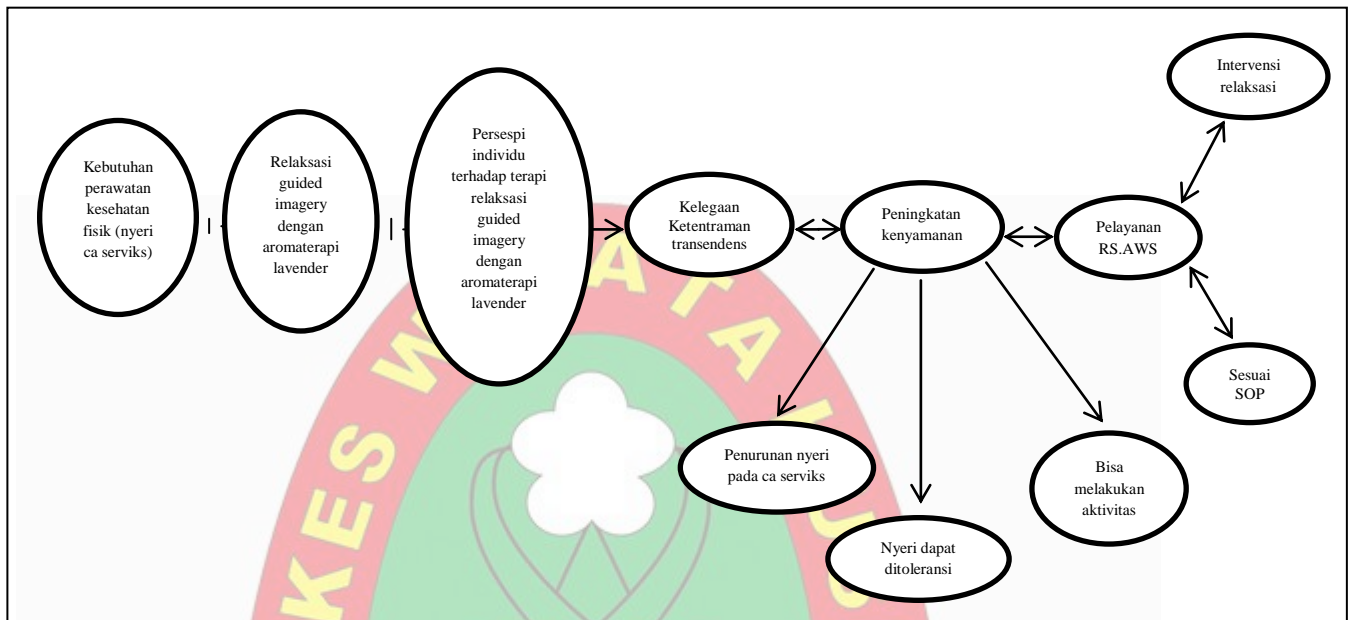 Kebutuhan
perawatan
kesehatan
fisik (nyeri
ca serviks)
Relaksasi
guided
imagery
dengan
aromaterapi
lavender
Persespi
individu
terhadap terapi
relaksasi
guided
imagery
dengan
aromaterapi
lavender
Kelegaan
Ketentraman
transendens
Peningkatan
kenyamanan
Pelayanan
RS.AWS
Intervensi
relaksasi
Sesuai
SOP
Penurunan nyeri
pada ca serviks
Nyeri dapat
ditoleransi
Bisa
melakukan
aktivitas
KES W